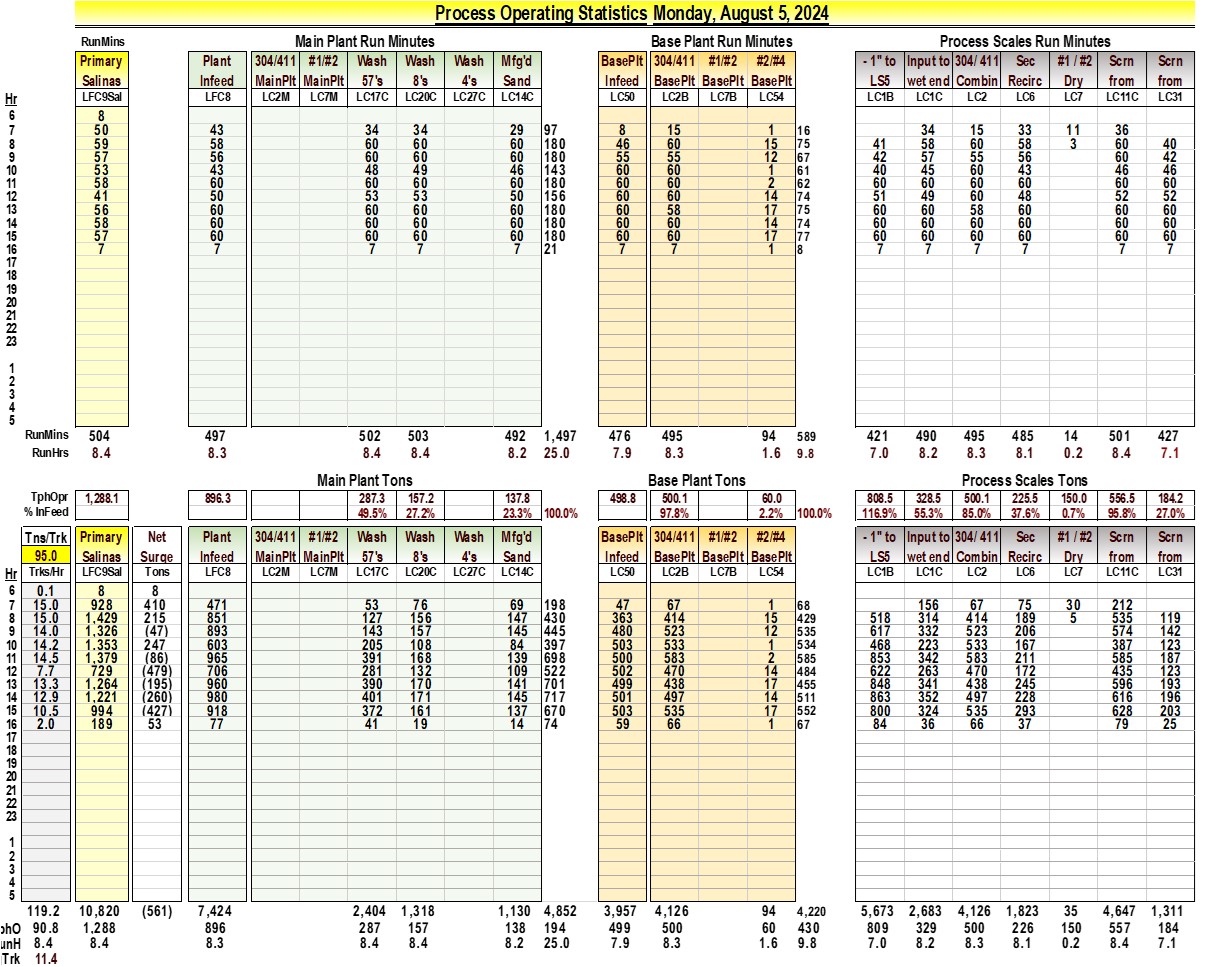 Process Operating Statistics Monday, August 5, 2024
RunMins Main Plant Run Minutes Base Plant Run Minutes Process Scales Run Minutes
Primary Plant 304/411 #1/#2 Wash Wash Wash Mfg'd BasePlt 304/411 #1/#2 #2/#4 - 1" to Input to 304/ 411 Sec #1 / #2 Scrn Scrn
Salinas Infeed MainPlt MainPlt 57's 8's 4's Sand Infeed BasePlt BasePlt BasePlt LS5 wet end Combin Recirc Dry from from
Hr LFC9Sal LFC8 LC2M LC7M LC17C LC20C LC27C LC14C LC50 LC2B LC7B LC54 LC1B LC1C LC2 LC6 LC7 LC11C LC31
6 8
7 50 43 34 34 29 97 8 15 1 16 34 15 33 11 36
8 59 58 60 60 60 180 46 60 15 75 41 58 60 58 3 60 40
9 57 56 60 60 60 180 55 55 12 67 42 57 55 56 60 42
10 53 43 48 49 46 143 60 60 1 61 40 45 60 43 46 46
11 58 60 60 60 60 180 60 60 2 62 60 60 60 60 60 60
12 41 50 53 53 50 156 60 60 14 74 51 49 60 48 52 52
13 56 60 60 60 60 180 60 58 17 75 60 60 58 60 60 60
14 58 60 60 60 60 180 60 60 14 74 60 60 60 60 60 60
15 57 60 60 60 60 180 60 60 17 77 60 60 60 60 60 60
16 7 7 7 7 7 21 7 7 1 8 7 7 7 7 7 7
17
18
19
20
21
22
23
1
2
3
4
5
RunMins 504 497 502 503 492 1,497 476 495 94 589 421 490 495 485 14 501 427
RunHrs 8.4 8.3 8.4 8.4 8.2 25.0 7.9 8.3 1.6 9.8 7.0 8.2 8.3 8.1 0.2 8.4 7.1
Main Plant Tons Base Plant Tons Process Scales Tons
TphOpr 1,288.1 896.3 287.3 157.2 137.8 498.8 500.1 60.0 808.5 328.5 500.1 225.5 150.0 556.5 184.2
% InFeed 49.5% 27.2% 23.3% 100.0% 97.8% 2.2% 100.0% 116.9% 55.3% 85.0% 37.6% 0.7% 95.8% 27.0%
Tns/Trk Primary Net Plant 304/411 #1/#2 Wash Wash Wash Mfg'd BasePlt 304/411 #1/#2 #2/#4 - 1" to Input to 304/ 411 Sec #1 / #2 Scrn Scrn
95.0 Salinas Surge Infeed MainPlt MainPlt 57's 8's 4's Sand Infeed BasePlt BasePlt BasePlt LS5 wet end Combin Recirc Dry from from
Hr Trks/Hr LFC9Sal Tons LFC8 LC2M LC7M LC17C LC20C LC27C LC14C LC50 LC2B LC7B LC54 LC1B LC1C LC2 LC6 LC7 LC11C LC31
6 0.1 8 8
7 15.0 928 410 471 53 76 69 198 47 67 1 68 156 67 75 30 212
8 15.0 1,429 215 851 127 156 147 430 363 414 15 429 518 314 414 189 5 535 119
9 14.0 1,326 (47) 893 143 157 145 445 480 523 12 535 617 332 523 206 574 142
10 14.2 1,353 247 603 205 108 84 397 503 533 1 534 468 223 533 167 387 123
11 14.5 1,379 (86) 965 391 168 139 698 500 583 2 585 853 342 583 211 585 187
12 7.7 729 (479) 706 281 132 109 522 502 470 14 484 622 263 470 172 435 123
13 13.3 1,264 (195) 960 390 170 141 701 499 438 17 455 848 341 438 245 596 193
14 12.9 1,221 (260) 980 401 171 145 717 501 497 14 511 863 352 497 228 616 196
15 10.5 994 (427) 918 372 161 137 670 503 535 17 552 800 324 535 293 628 203
16 2.0 189 53 77 41 19 14 74 59 66 1 67 84 36 66 37 79 25
17
18
19
20
21
22
23
1
2
3
4
5
119.2 10,820 (561) 7,424 2,404 1,318 1,130 4,852 3,957 4,126 94 4,220 5,673 2,683 4,126 1,823 35 4,647 1,311
phO 90.8 1,288 896 287 157 138 194 499 500 60 430 809 329 500 226 150 557 184
unH 8.4 8.4 8.3 8.4 8.4 8.2 25.0 7.9 8.3 1.6 9.8 7.0 8.2 8.3 8.1 0.2 8.4 7.1
Trk 11.4